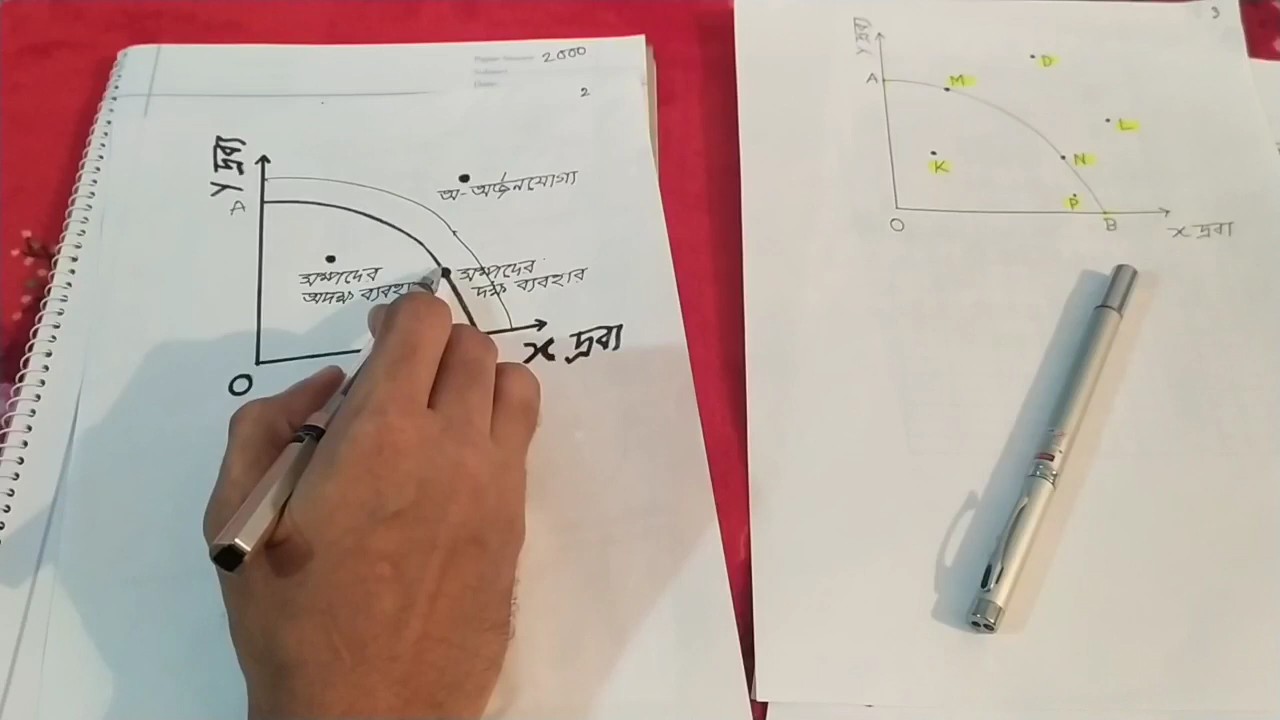 2000
2
Y দ্রব্য
A
অ-অর্জনযোগ্য
সম্পদের
অদক্ষ ব্যবহা
সম্পদের
দক্ষ ব্যবহার
X দ্রব্য
O
3
Y দ্রব্য
A
M
D
L
K
N
P
O
B
X দ্রব্য